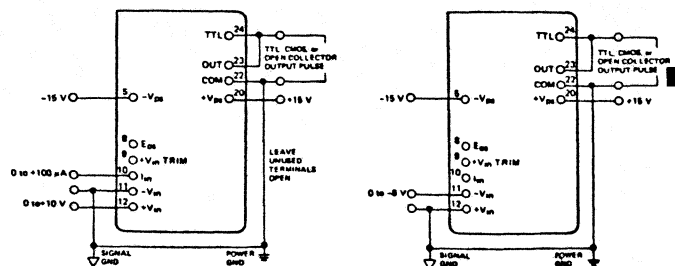 TTL 24
TTL, CMOS, or
OPEN COLLECTOR
OUTPUT PULSE
OUT 23
COM 22
+Vps 20 +15 V
-15 V 5 -Vps
8 Eos
9 +Vin TRIM
0 to +100 μA 10 Iin
11 -Vin
0 to +10 V 12 +Vin
LEAVE
UNUSED
TERMINALS
OPEN
SIGNAL
GND
POWER
GND
TTL 24
TTL, CMOS, or
OPEN COLLECTOR
OUTPUT PULSE
OUT 23
COM 22
+Vps 20 +15 V
-15 V 5 -Vps
8 Eos
9 +Vin TRIM
10 Iin
0 to -8 V 11 -Vin
12 +Vin
SIGNAL
GND
POWER
GND